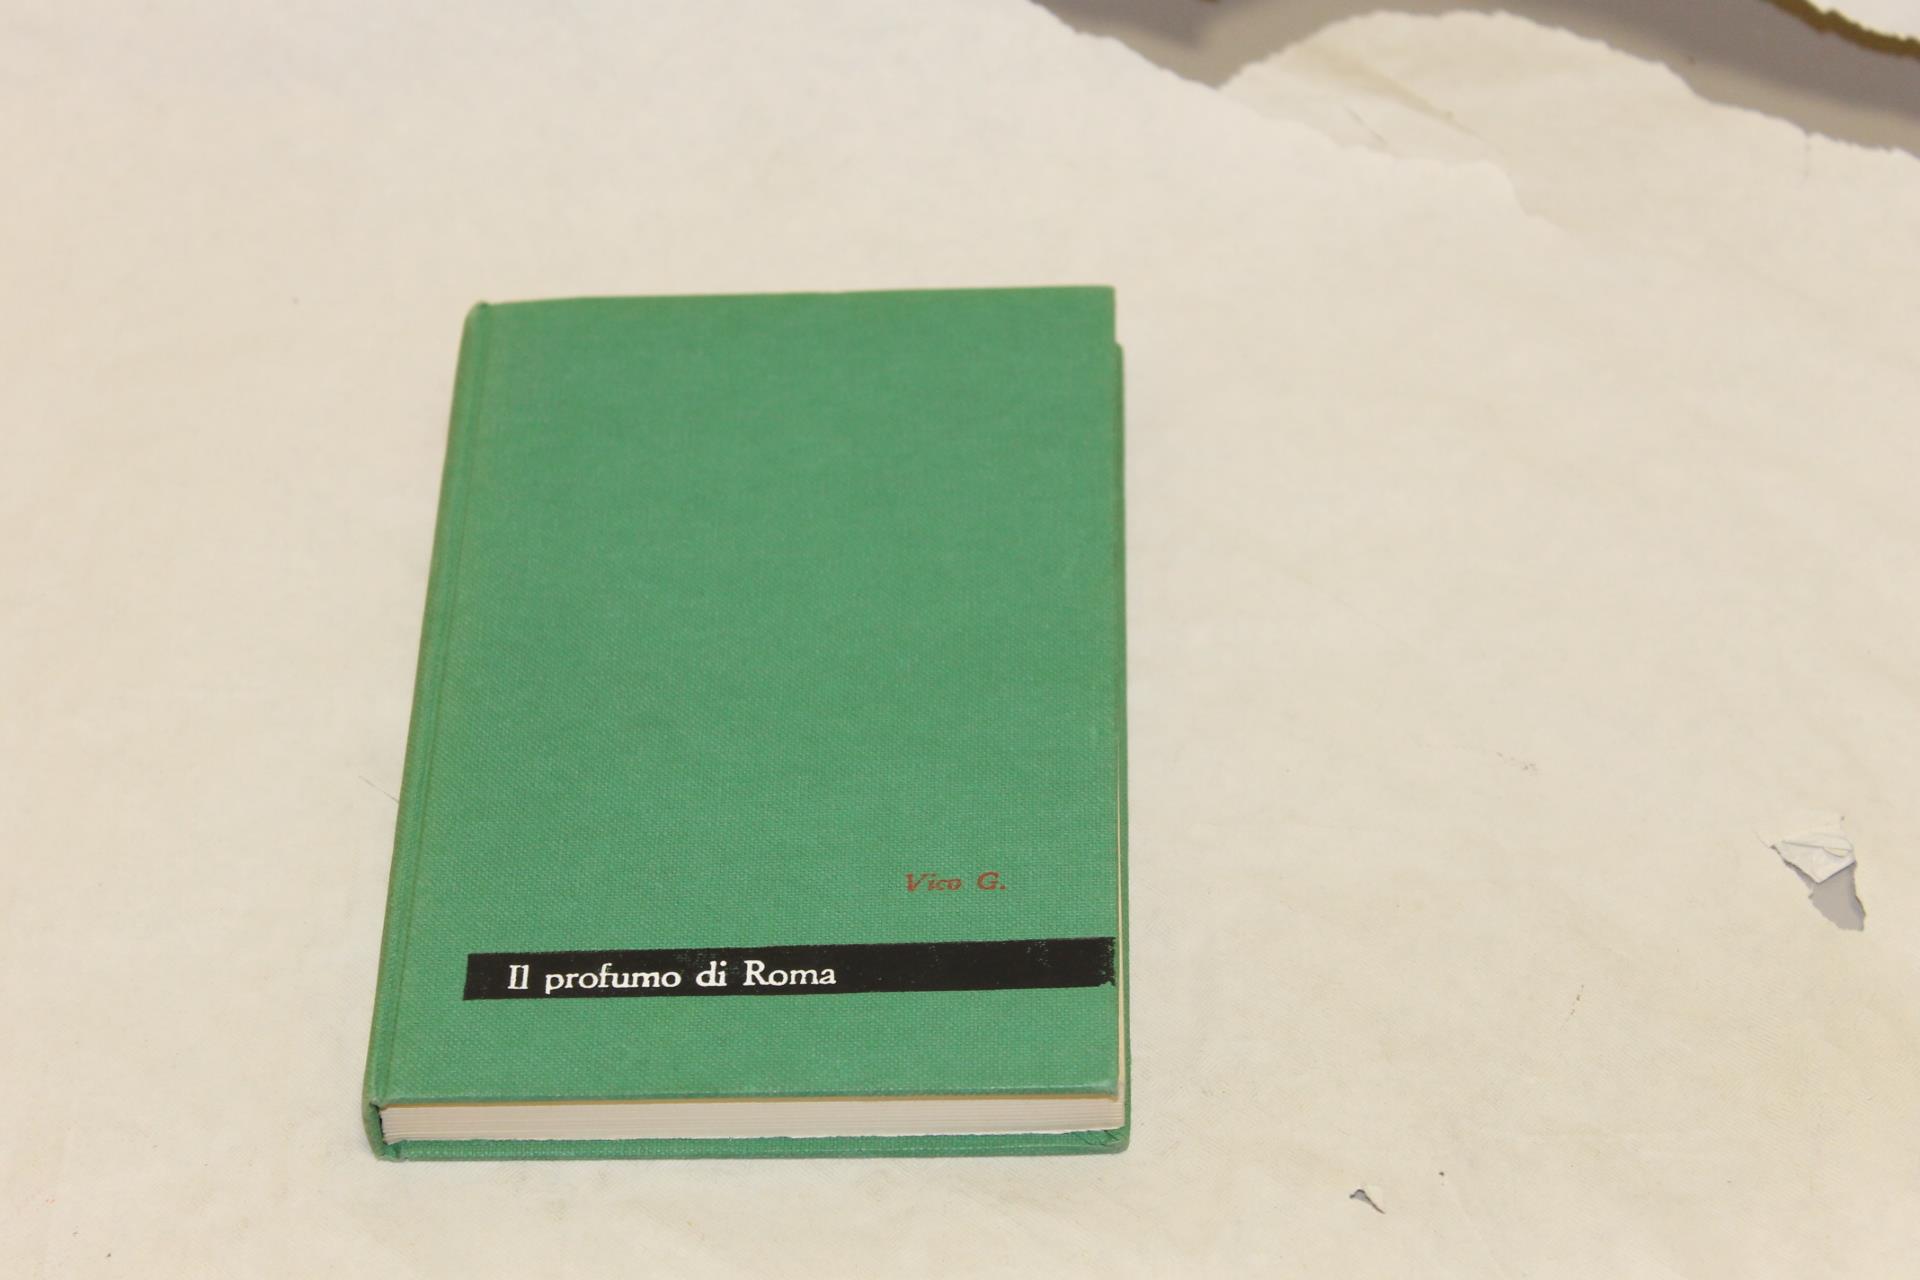 Vico G.
Il profumo di Roma